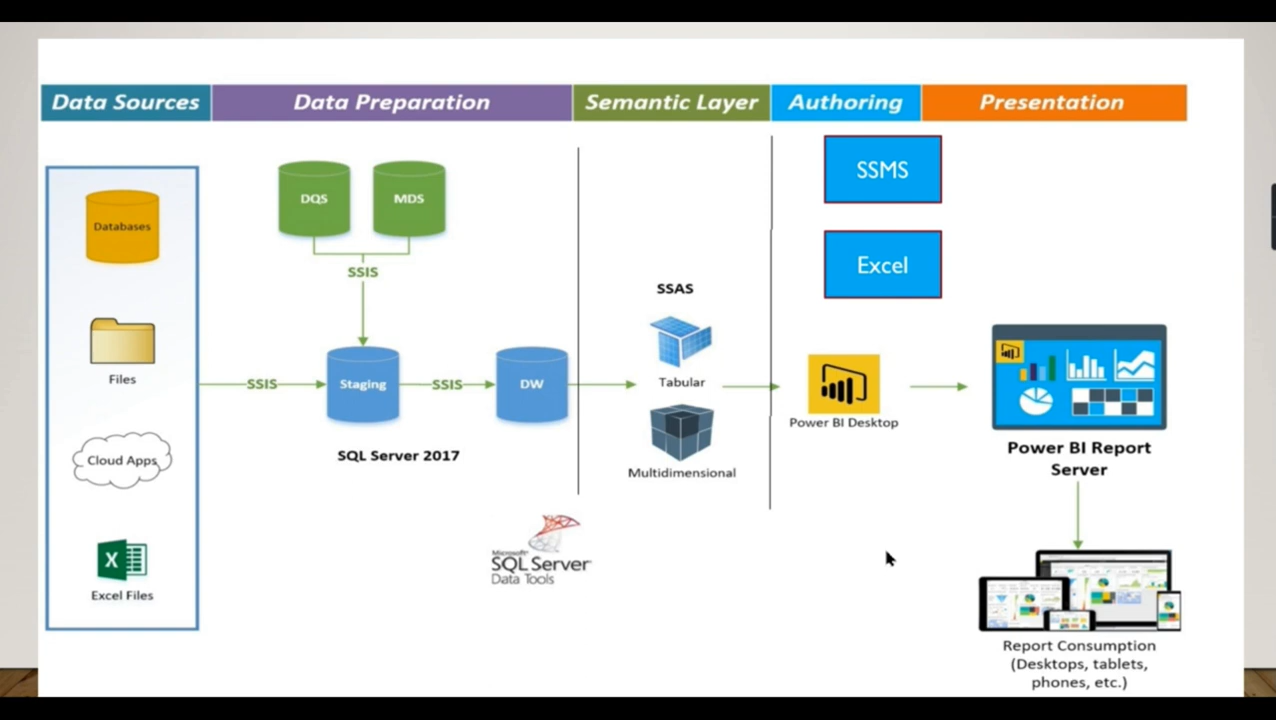 Data Sources
Data Preparation
Semantic Layer
Authoring
Presentation
Databases
Files
Cloud Apps
Excel Files
DQS
MDS
SSIS
SSIS
Staging
SSIS
DW
SQL Server 2017
Microsoft®
SQL Server
Data Tools
SSAS
Tabular
Multidimensional
SSMS
Excel
Power BI Desktop
Power BI Report
Server
Report Consumption
(Desktops, tablets,
phones, etc.)